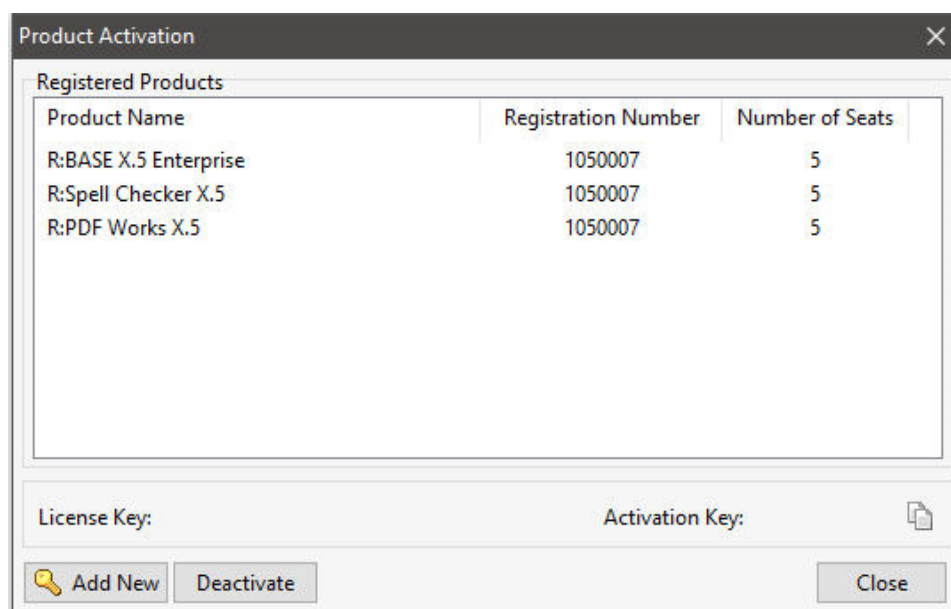 Product Activation
Registered Products
Product Name Registration Number Number of Seats
R:BASE X.5 Enterprise 1050007 5
R:Spell Checker X.5 1050007 5
R:PDF Works X.5 1050007 5
License Key: Activation Key:
Add New Deactivate Close